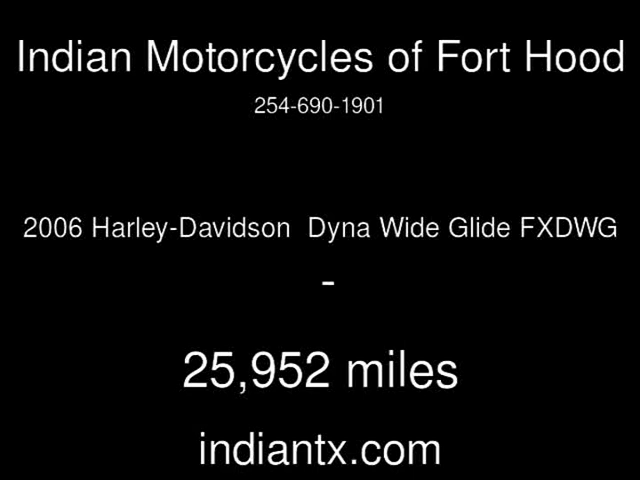 Indian Motorcycles of Fort Hood
254-690-1901
2006 Harley-Davidson  Dyna Wide Glide FXDWG
-
25,952 miles
indiantx.com